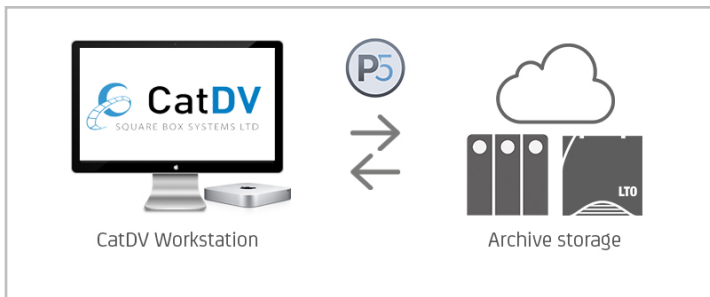 CatDV
SQUARE BOX SYSTEMS LTD
P5
LTO
CatDV Workstation
Archive storage